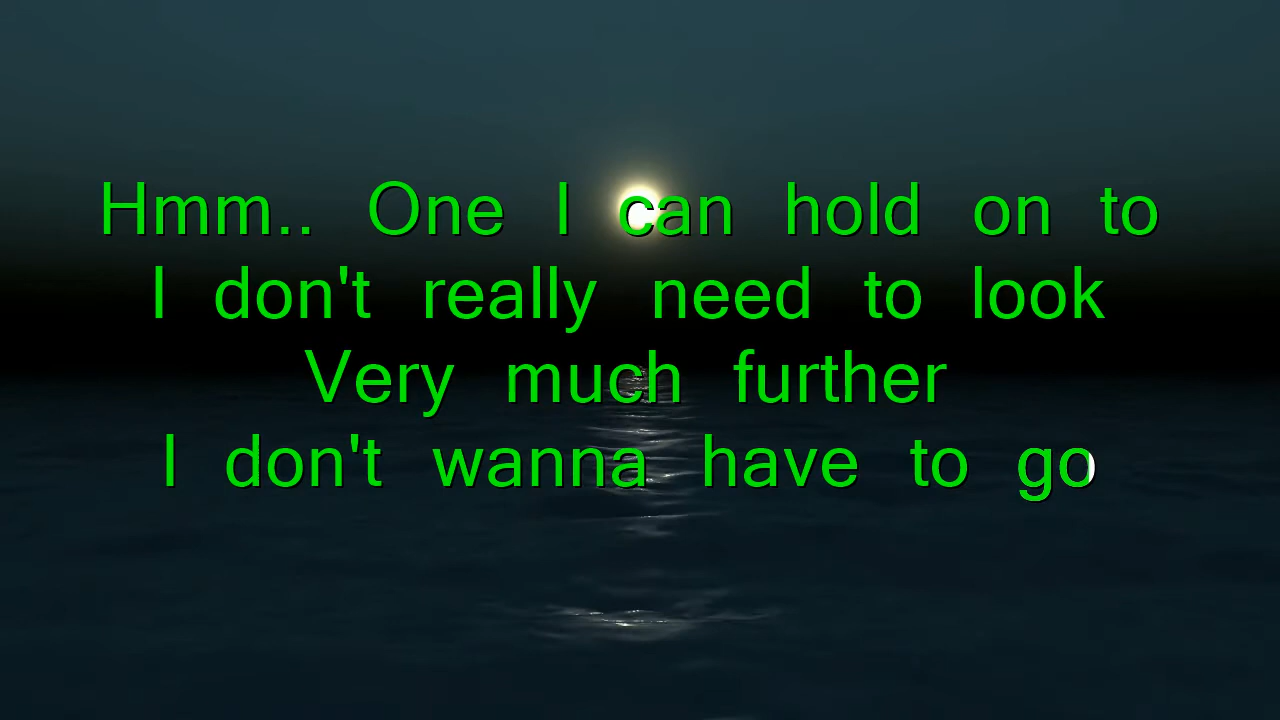 Hmm.. One I can hold on to
I don't really need to look
Very much further
I don't wanna have to go